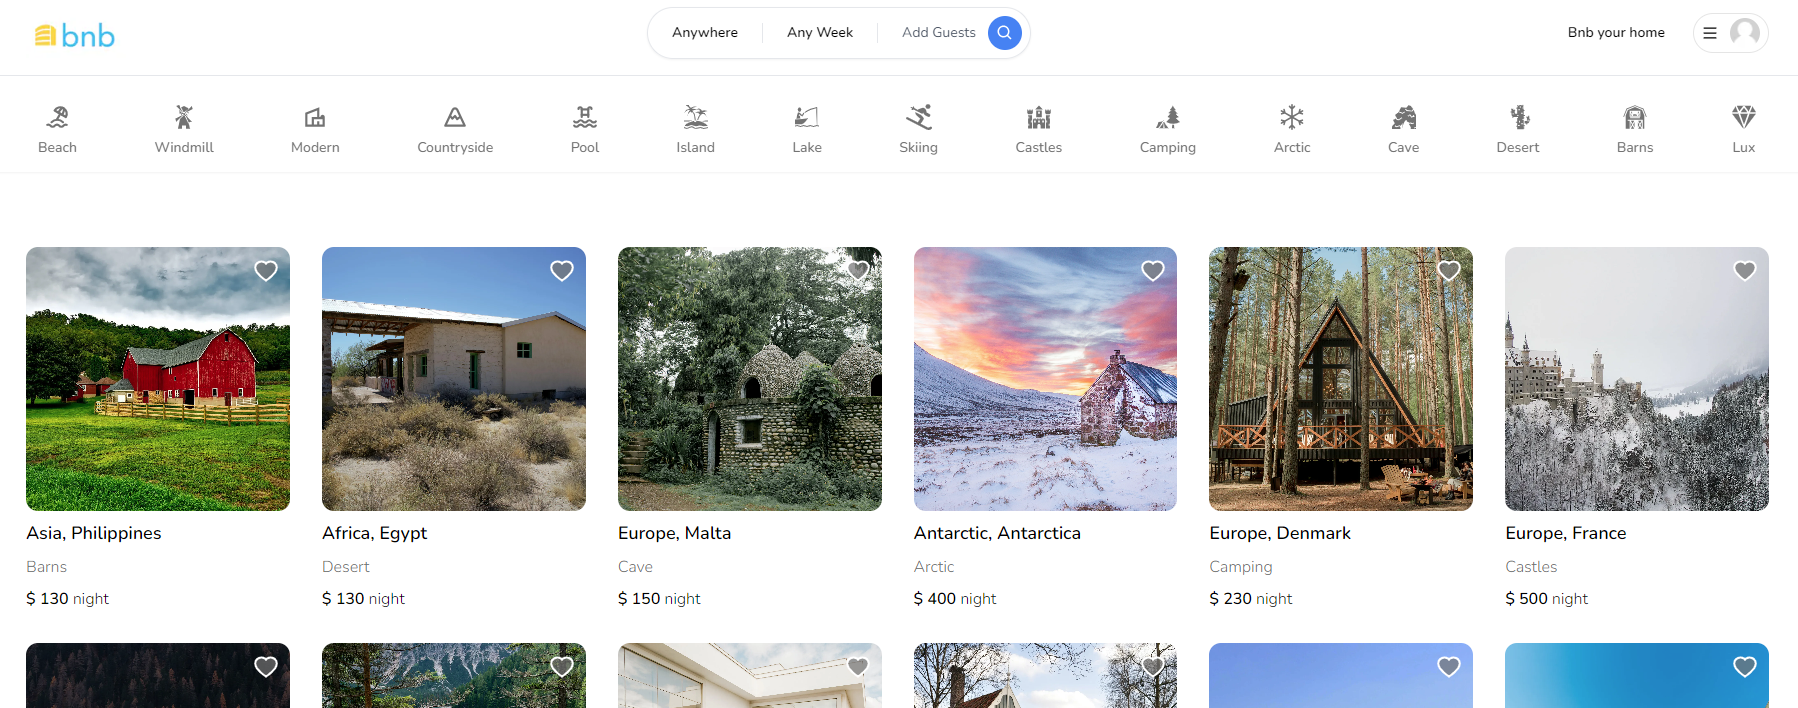 bnb
Anywhere
Any Week
Add Guests
Bnb your home
Beach
Windmill
Modern
Countryside
Pool
Island
Lake
Skiing
Castles
Camping
Arctic
Cave
Desert
Barns
Lux
Asia, Philippines
Barns
$ 130 night
Africa, Egypt
Desert
$ 130 night
Europe, Malta
Cave
$ 150 night
Antarctic, Antarctica
Arctic
$ 400 night
Europe, Denmark
Camping
$ 230 night
Europe, France
Castles
$ 500 night